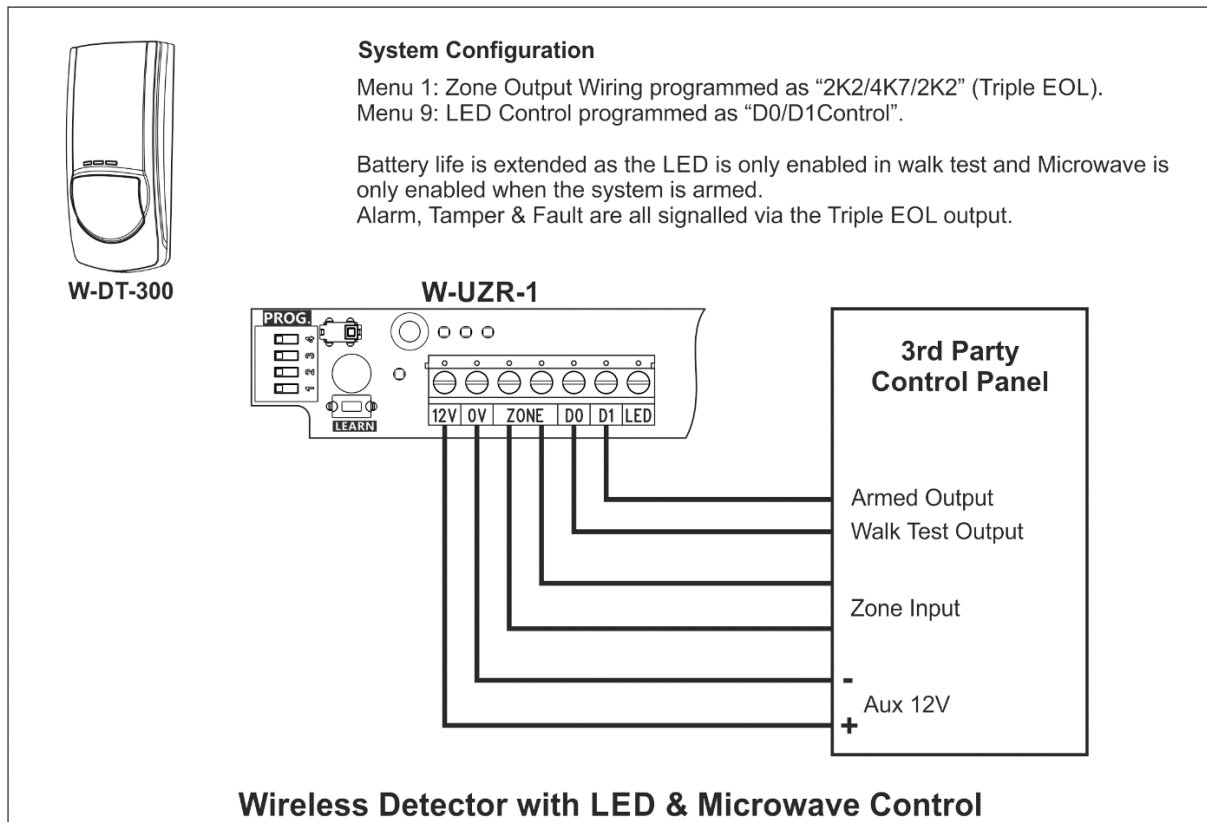 System Configuration
Menu 1: Zone Output Wiring programmed as “2K2/4K7/2K2” (Triple EOL).
Menu 9: LED Control programmed as “D0/D1Control”.
Battery life is extended as the LED is only enabled in walk test and Microwave is
only enabled when the system is armed.
Alarm, Tamper & Fault are all signalled via the Triple EOL output.
W-DT-300
W-UZR-1
PROG.
4
3
2
1
LEARN
12V 0V ZONE D0 D1 LED
3rd Party
Control Panel
Armed Output
Walk Test Output
Zone Input
-
Aux 12V
+
Wireless Detector with LED & Microwave Control